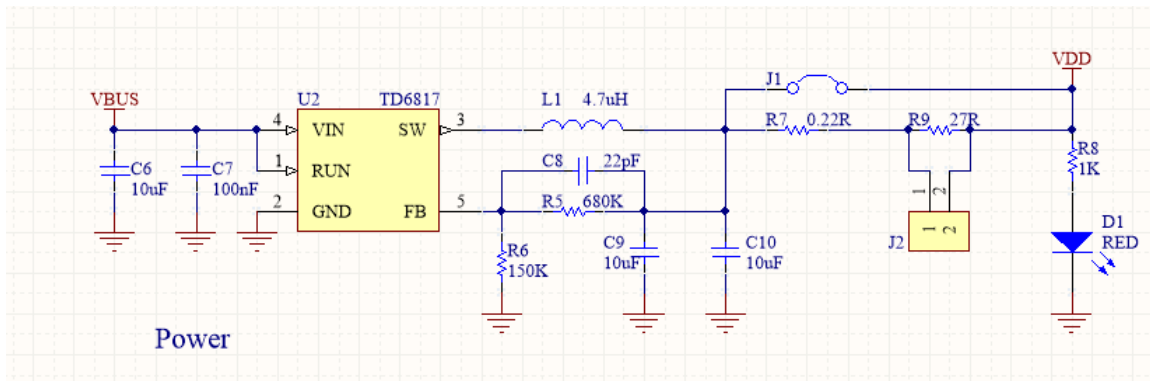 VDD
J1
VBUS
U2 TD6817
L1 4.7uH
4 VIN SW 3
R7 0.22R R9 27R
R8
1K
C8 22pF
C6
10uF
C7
100nF
1 RUN
1 2
2 GND FB 5
R5 680K
1 2
J2
D1
RED
R6
150K
C9
10uF
C10
10uF
Power